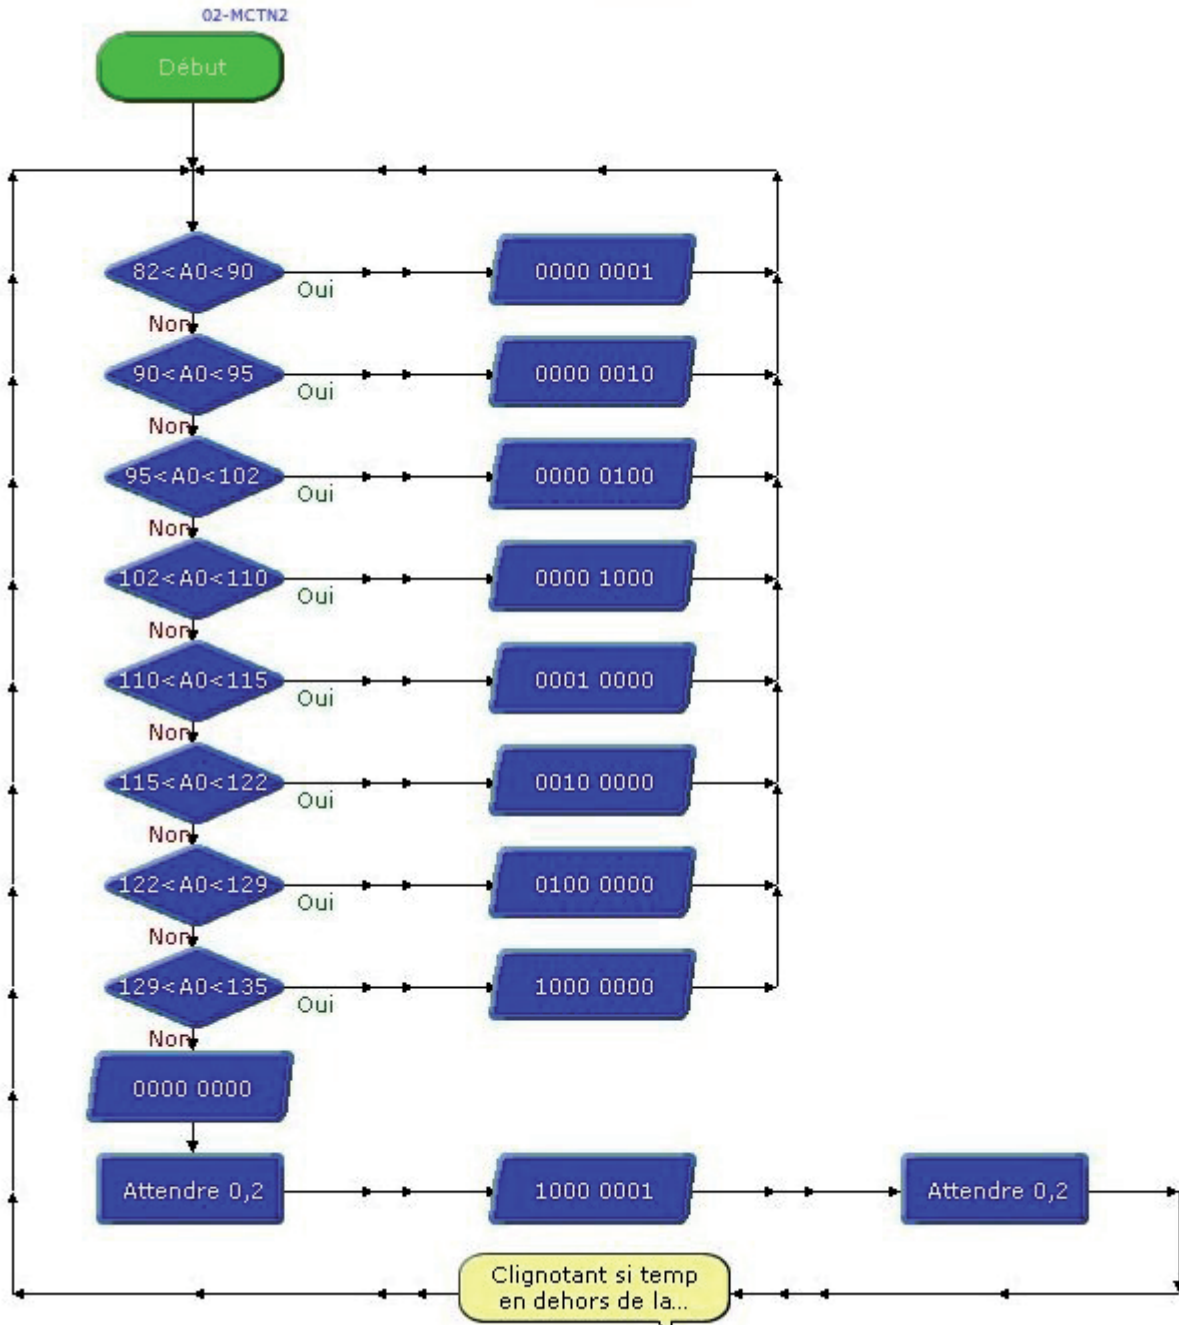 02-MCTN2
Début
82<A0<90
Oui
0000 0001
Non
90<A0<95
Oui
0000 0010
Non
95<A0<102
Oui
0000 0100
Non
102<A0<110
Oui
0000 1000
Non
110<A0<115
Oui
0001 0000
Non
115<A0<122
Oui
0010 0000
Non
122<A0<129
Oui
0100 0000
Non
129<A0<135
Oui
1000 0000
Non
0000 0000
Attendre 0,2
1000 0001
Attendre 0,2
Clignotant si temp
en dehors de la...